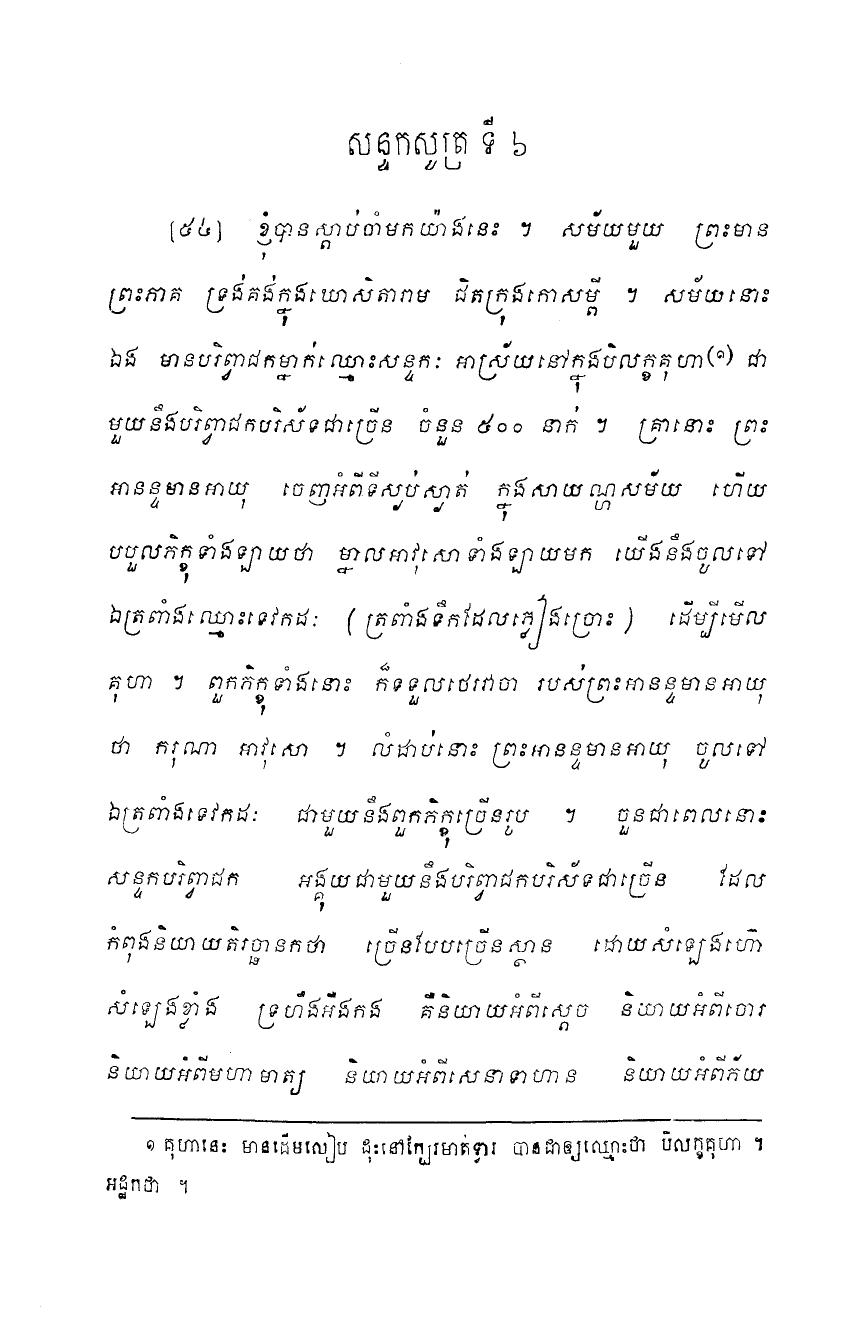 សន្ទកសូត្រ ទី ៦
[៥៤] ខ្ញុំបានស្តាប់ចាំមកយ៉ាងនេះ ។ សម័យមួយ ព្រះមាន
ព្រះភាគ ទ្រង់គង់ក្នុងឃោសិតារាម ជិតក្រុងកោសម្ពី ។ សម័យនោះ
ឯង មានបរិព្វាជកម្នាក់ឈ្មោះសន្ទកៈ អាស្រ័យនៅក្នុងបិលក្ខគុហា(១) ជា
មួយនឹងបរិព្វាជកបរិស័ទជាច្រើន ចំនួន ៥០០ នាក់ ។ គ្រានោះ ព្រះ
អានន្ទមានអាយុ ចេញអំពីទីស្ងប់ស្ងាត់ ក្នុងសាយណ្ហសម័យ ហើយ
បបួលភិក្ខុទាំងឡាយថា ម្នាលអាវុសោទាំងឡាយមក យើងនឹងចូលទៅ
ឯត្រពាំងឈ្មោះទេវកដៈ (ត្រពាំងទឹកដែលភ្លៀងច្រោះ) ដើម្បីមើល
គុហា ។ ពួកភិក្ខុទាំងនោះ ក៏ទទួលថេរវាចា របស់ព្រះអានន្ទមានអាយុ
ថា ករុណា អាវុសោ ។ លំដាប់នោះ ព្រះអានន្ទមានអាយុ ចូលទៅ
ឯត្រពាំងទេវកដៈ ជាមួយនឹងពួកភិក្ខុច្រើនរូប ។ ចួនជាពេលនោះ
សន្ទកបរិព្វាជក អង្គុយជាមួយនឹងបរិព្វាជកបរិស័ទជាច្រើន ដែល
កំពុងនិយាយតិរច្ឆានកថា ច្រើនបែបច្រើនស្ថាន ដោយសំឡេងហ៊ោ
សំឡេងខ្លាំង ទ្រហឹងអឺងកង គឺនិយាយអំពីស្តេច និយាយអំពីចោរ
និយាយអំពីមហាមាត្យ និយាយអំពីសេនាទាហាន និយាយអំពីភ័យ
១ គុហានេះ មានដើមលៀប ដុះនៅក្បែរមាត់ទ្វារ បានជាឲ្យឈ្មោះថា បិលក្ខគុហា ។
អដ្ឋកថា ។